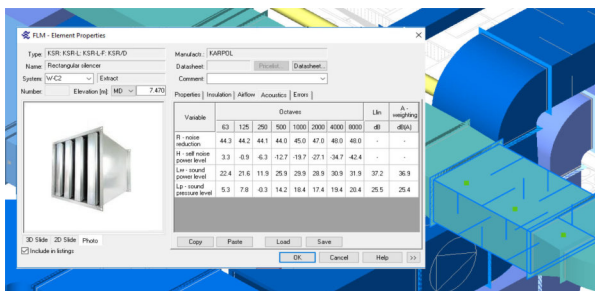 FLM - Element Properties
Type: KSR: KSR-L: KSR-L-F: KSR/D
Name: Rectangular silencer
System: W-C2 Extract
Number: Elevation [m]: MD 7.470
Manufact.: KARPOL
Datasheet Pricelist... Datasheet...
Comment
Properties Insulation Airflow Acoustics Errors
Variable Octaves Llin A - weighting
63 125 250 500 1000 2000 4000 8000 dB dB(A)
R - noise reduction 44.3 44.2 44.1 44.0 45.0 47.0 48.0 48.0 - -
H - self noise power level 3.3 -0.9 -6.3 -12.7 -19.7 -27.1 -34.7 -42.4 - -
Lw - sound power level 22.4 21.6 11.9 25.9 29.9 28.9 30.9 31.9 37.2 36.9
Lp - sound pressure level 5.3 7.8 -0.3 14.2 18.4 17.4 19.4 20.4 25.5 25.4
3D Slide 2D Slide Photo
Include in listings
Copy Paste Load Save
OK Cancel Help >>